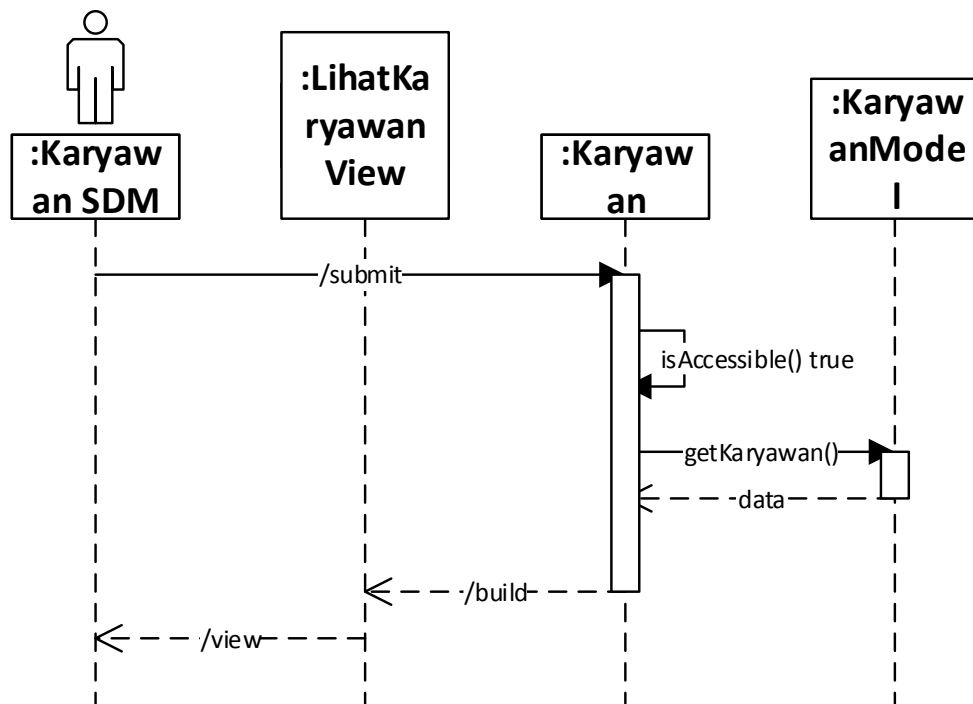 :Karyaw
an SDM
:LihatKa
ryawan
View
:Karyaw
an
:Karyaw
anMode
l
/submit
isAccessible() true
getKaryawan()
data
/build
/view